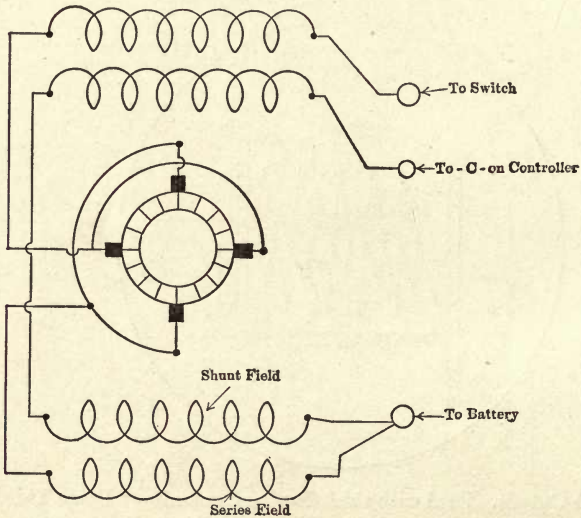 To Switch
To - C - on Controller
Shunt Field
To Battery
Series Field